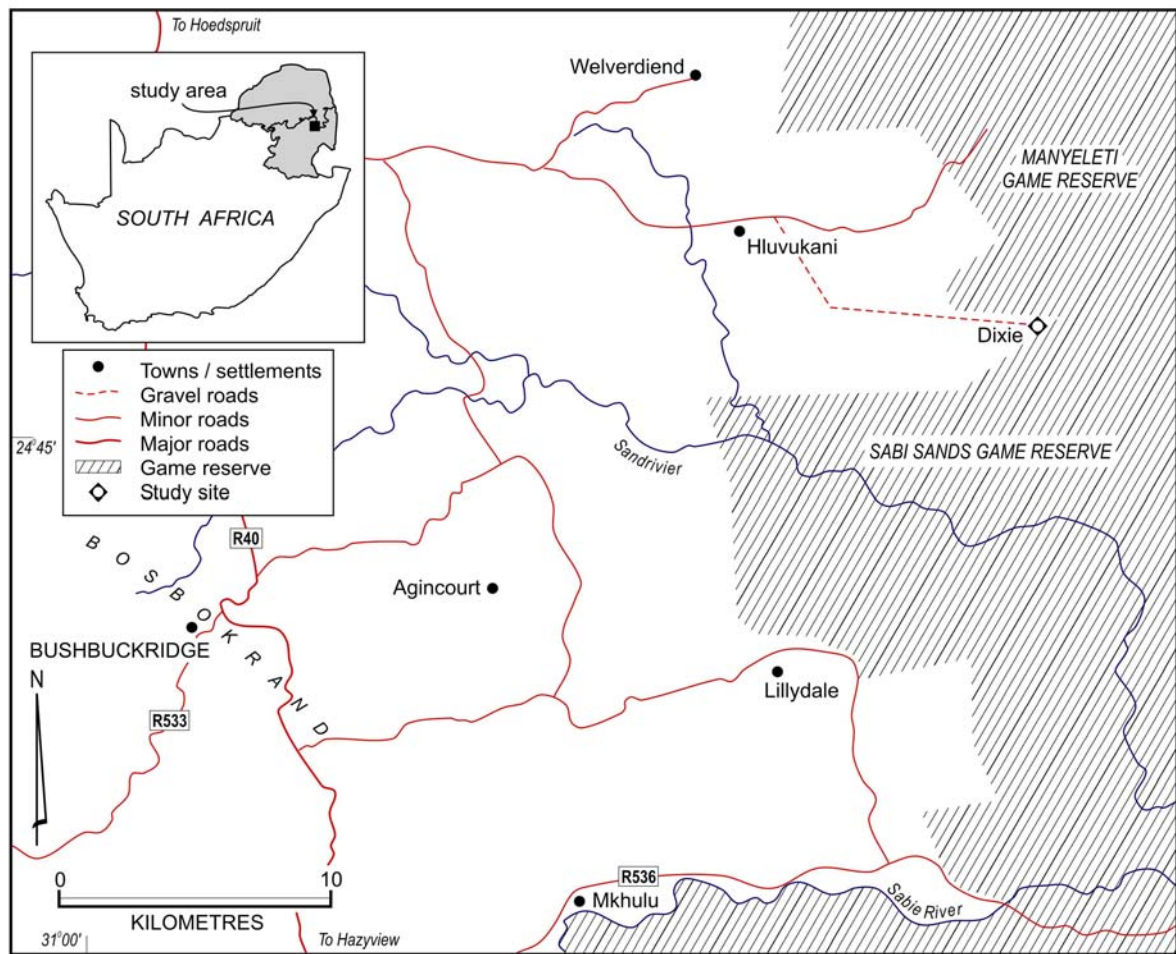 To Hoedspruit
study area
SOUTH AFRICA
Welverdiend
MANYELETI
GAME RESERVE
Hluvukani
Dixie
Towns / settlements
Gravel roads
Minor roads
Major roads
Game reserve
Study site
24°45'
Sandrivier
SABI SANDS GAME RESERVE
R40
BOSBOKRAND
Agincourt
BUSHBUCKRIDGE
Lillydale
N
R533
R536
Mkhulu
Sabie River
0 10
KILOMETRES
31°00'
To Hazyview